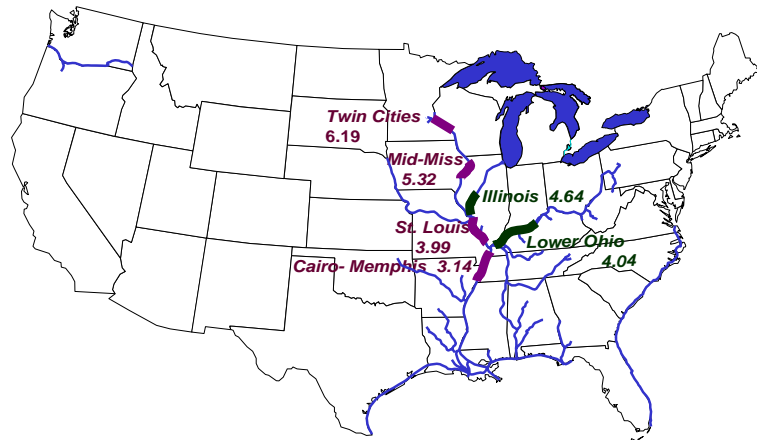 Twin Cities
6.19
Mid-Miss
5.32
Illinois 4.64
St. Louis
3.99
Lower Ohio
4.04
Cairo- Memphis 3.14